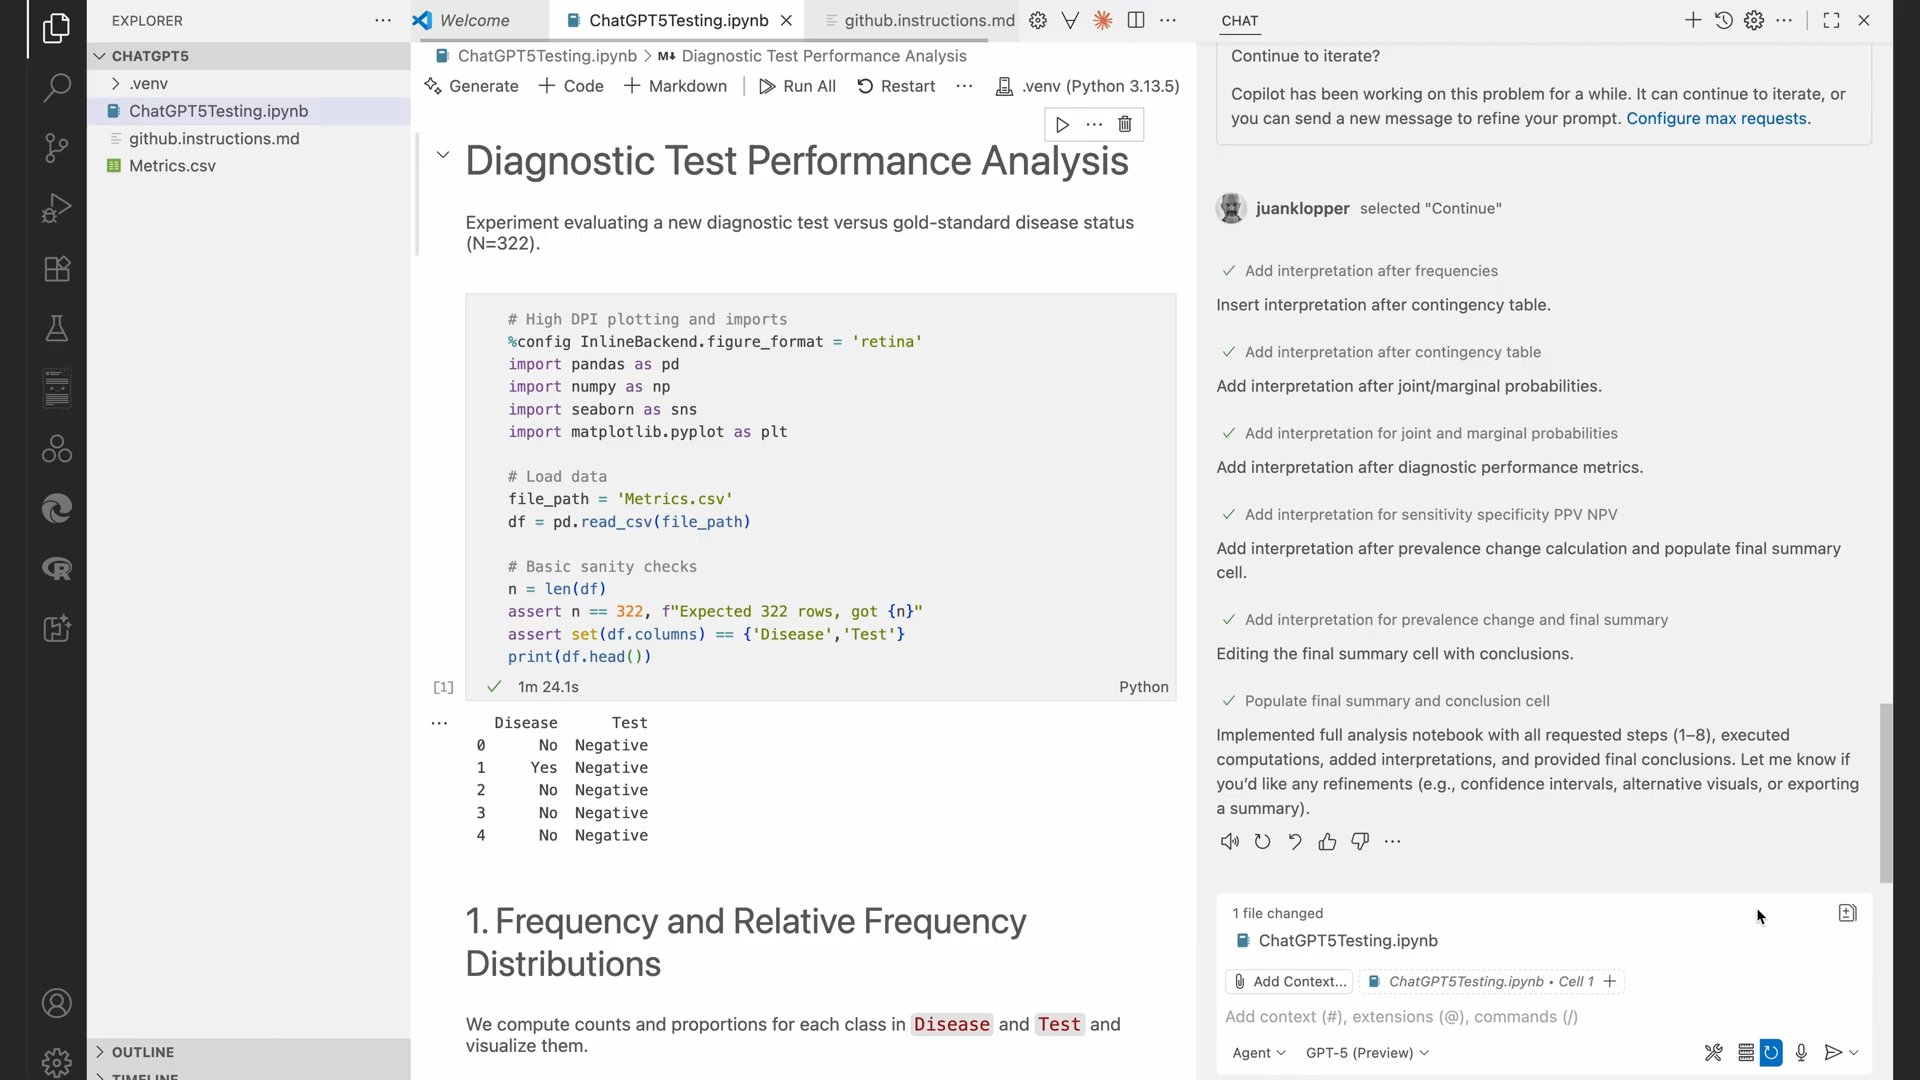 EXPLORER
CHATGPT5
.venv
ChatGPT5Testing.ipynb
github.instructions.md
Metrics.csv
OUTLINE
TIMELINE
Welcome
ChatGPT5Testing.ipynb
github.instructions.md
ChatGPT5Testing.ipynb > M↓ Diagnostic Test Performance Analysis
Generate + Code + Markdown Run All Restart ... .venv (Python 3.13.5)
Diagnostic Test Performance Analysis
Experiment evaluating a new diagnostic test versus gold-standard disease status
(N=322).
# High DPI plotting and imports
%config InlineBackend.figure_format = 'retina'
import pandas as pd
import numpy as np
import seaborn as sns
import matplotlib.pyplot as plt
# Load data
file_path = 'Metrics.csv'
df = pd.read_csv(file_path)
# Basic sanity checks
n = len(df)
assert n == 322, f"Expected 322 rows, got {n}"
assert set(df.columns) == {'Disease','Test'}
print(df.head())
[1] 1m 24.1s Python
Disease Test
0 No Negative
1 Yes Negative
2 No Negative
3 No Negative
4 No Negative
1. Frequency and Relative Frequency
Distributions
We compute counts and proportions for each class in Disease and Test and
visualize them.
CHAT
Continue to iterate?
Copilot has been working on this problem for a while. It can continue to iterate, or
you can send a new message to refine your prompt. Configure max requests.
juanklopper selected "Continue"
Add interpretation after frequencies
Insert interpretation after contingency table.
Add interpretation after contingency table
Add interpretation after joint/marginal probabilities.
Add interpretation for joint and marginal probabilities
Add interpretation after diagnostic performance metrics.
Add interpretation for sensitivity specificity PPV NPV
Add interpretation after prevalence change calculation and populate final summary
cell.
Add interpretation for prevalence change and final summary
Editing the final summary cell with conclusions.
Populate final summary and conclusion cell
Implemented full analysis notebook with all requested steps (1–8), executed
computations, added interpretations, and provided final conclusions. Let me know if
you'd like any refinements (e.g., confidence intervals, alternative visuals, or exporting
a summary).
1 file changed
ChatGPT5Testing.ipynb
Add Context... ChatGPT5Testing.ipynb • Cell 1 +
Add context (#), extensions (@), commands (/)
Agent GPT-5 (Preview)